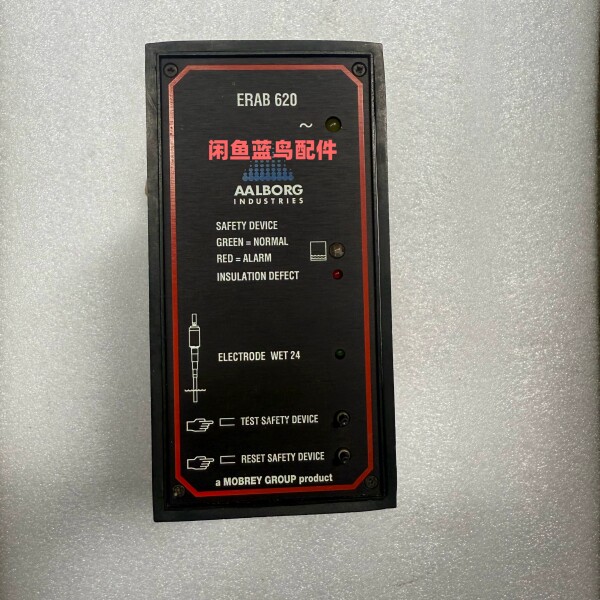 ERAB 620
~
闲鱼蓝鸟配件
AALBORG
INDUSTRIES
SAFETY DEVICE
GREEN = NORMAL
RED = ALARM
INSULATION DEFECT
ELECTRODE WET 24
TEST SAFETY DEVICE
RESET SAFETY DEVICE
a MOBREY GROUP product